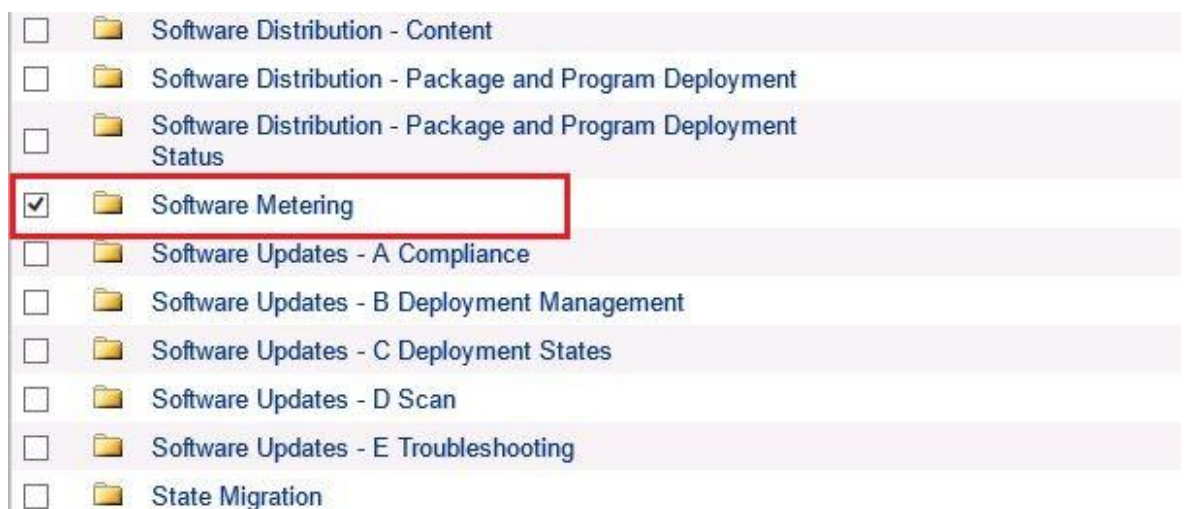 Software Distribution - Content
Software Distribution - Package and Program Deployment
Software Distribution - Package and Program Deployment
Status
Software Metering
Software Updates - A Compliance
Software Updates - B Deployment Management
Software Updates - C Deployment States
Software Updates - D Scan
Software Updates - E Troubleshooting
State Migration